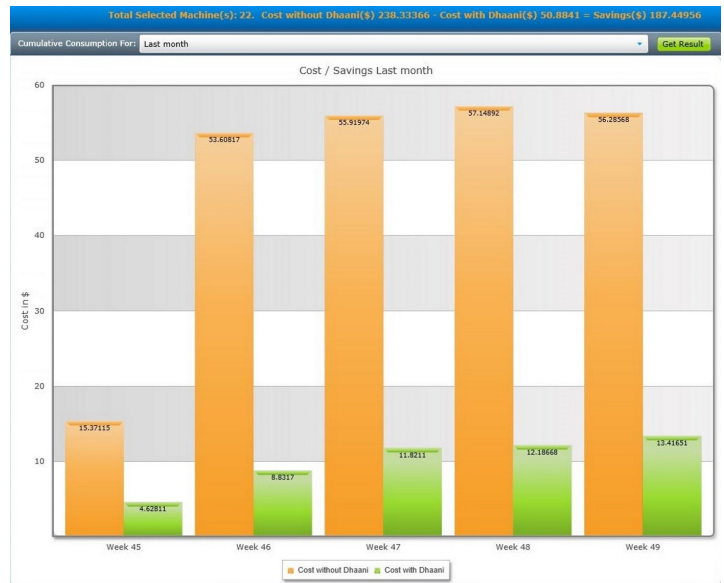 Total Selected Machine(s): 22. Cost without Dhaani($) 238.33366 - Cost with Dhaani($) 50.8841 = Savings($) 187.44956
Cumulative Consumption For: Last month Get Result
Cost / Savings Last month
60
57.14892
56.28568
55.91974
53.60817
50
40
Cost in $
30
20
15.37115
13.41651
12.18668
11.8211
10
8.8317
4.62811
Week 45 Week 46 Week 47 Week 48 Week 49
Cost without Dhaani Cost with Dhaani